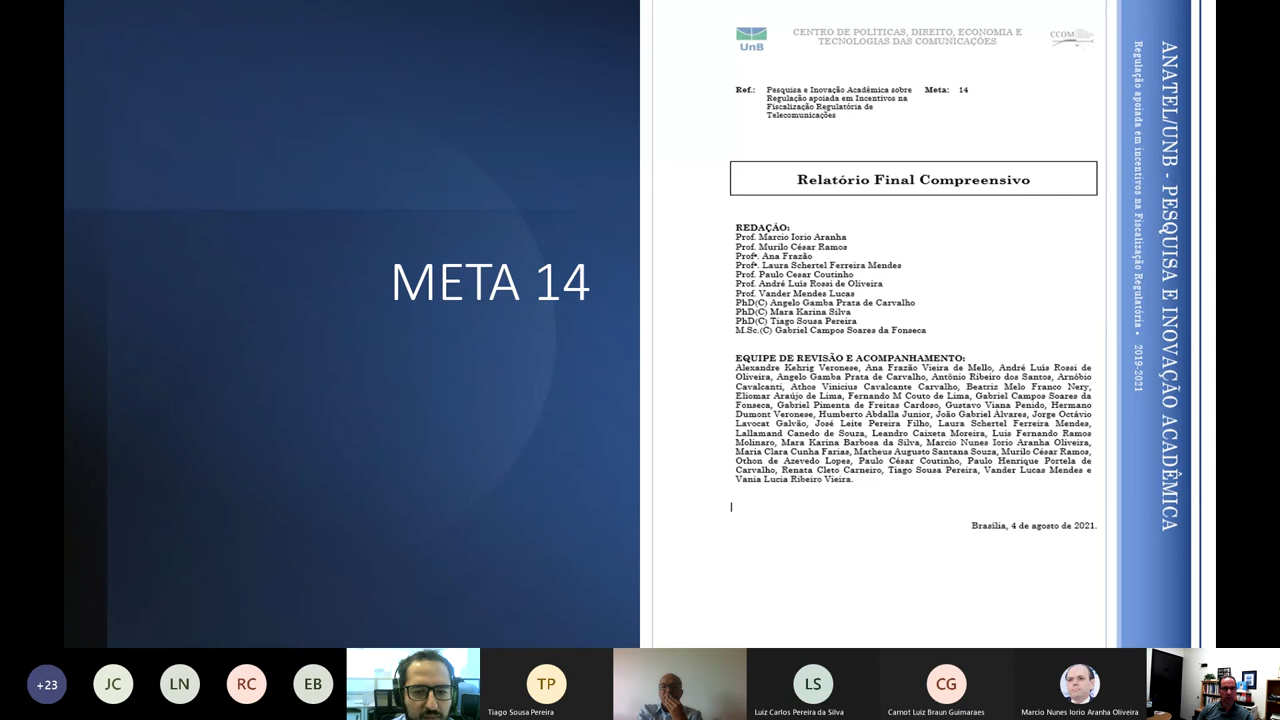 META 14
UnB
CENTRO DE POLÍTICAS, DIREITO, ECONOMIA E
TECNOLOGIAS DAS COMUNICAÇÕES
CCOM
Ref.: Pesquisa e Inovação Acadêmica sobre Meta: 14
Regulação apoiada em Incentivos na
Fiscalização Regulatória de
Telecomunicações
Relatório Final Compreensivo
REDAÇÃO:
Prof. Marcio Iorio Aranha
Prof. Murilo César Ramos
Profª. Ana Frazão
Profª. Laura Schertel Ferreira Mendes
Prof. Paulo Cesar Coutinho
Prof. André Luís Rossi de Oliveira
Prof. Vander Mendes Lucas
PhD(C) Angelo Gamba Prata de Carvalho
PhD(C) Mara Karina Silva
PhD(C) Tiago Sousa Pereira
M.Sc.(C) Gabriel Campos Soares da Fonseca
EQUIPE DE REVISÃO E ACOMPANHAMENTO:
Alexandre Kehrig Veronese, Ana Frazão Vieira de Mello, André Luís Rossi de
Oliveira, Angelo Gamba Prata de Carvalho, Antônio Ribeiro dos Santos, Arnóbio
Cavalcanti, Athos Vinicius Cavalcante Carvalho, Beatriz Melo Franco Nery,
Eliomar Araújo de Lima, Fernando M Couto de Lima, Gabriel Campos Soares da
Fonseca, Gabriel Pimenta de Freitas Cardoso, Gustavo Viana Penido, Hermano
Dumont Veronese, Humberto Abdalla Junior, João Gabriel Álvares, Jorge Octávio
Lavocat Galvão, José Leite Pereira Filho, Laura Schertel Ferreira Mendes,
Lallamand Canedo de Souza, Leandro Caixeta Moreira, Luis Fernando Ramos
Molinaro, Mara Karina Barbosa da Silva, Marcio Nunes Iorio Aranha Oliveira,
Maria Clara Cunha Farias, Matheus Augusto Santana Souza, Murilo César Ramos,
Othon de Azevedo Lopes, Paulo César Coutinho, Paulo Henrique Portela de
Carvalho, Renata Cleto Carneiro, Tiago Sousa Pereira, Vander Lucas Mendes e
Vania Lucia Ribeiro Vieira.
Brasília, 4 de agosto de 2021.
ANATEL/UNB - PESQUISA E INOVAÇÃO ACADÊMICA
Regulação apoiada em incentivos na Fiscalização Regulatória • 2019-2021
+23
JC
LN
RC
EB
TP
Tiago Sousa Pereira
LS
Luiz Carlos Pereira da Silva
CG
Carnot Luiz Braun Guimaraes
Marcio Nunes Iorio Aranha Oliveira